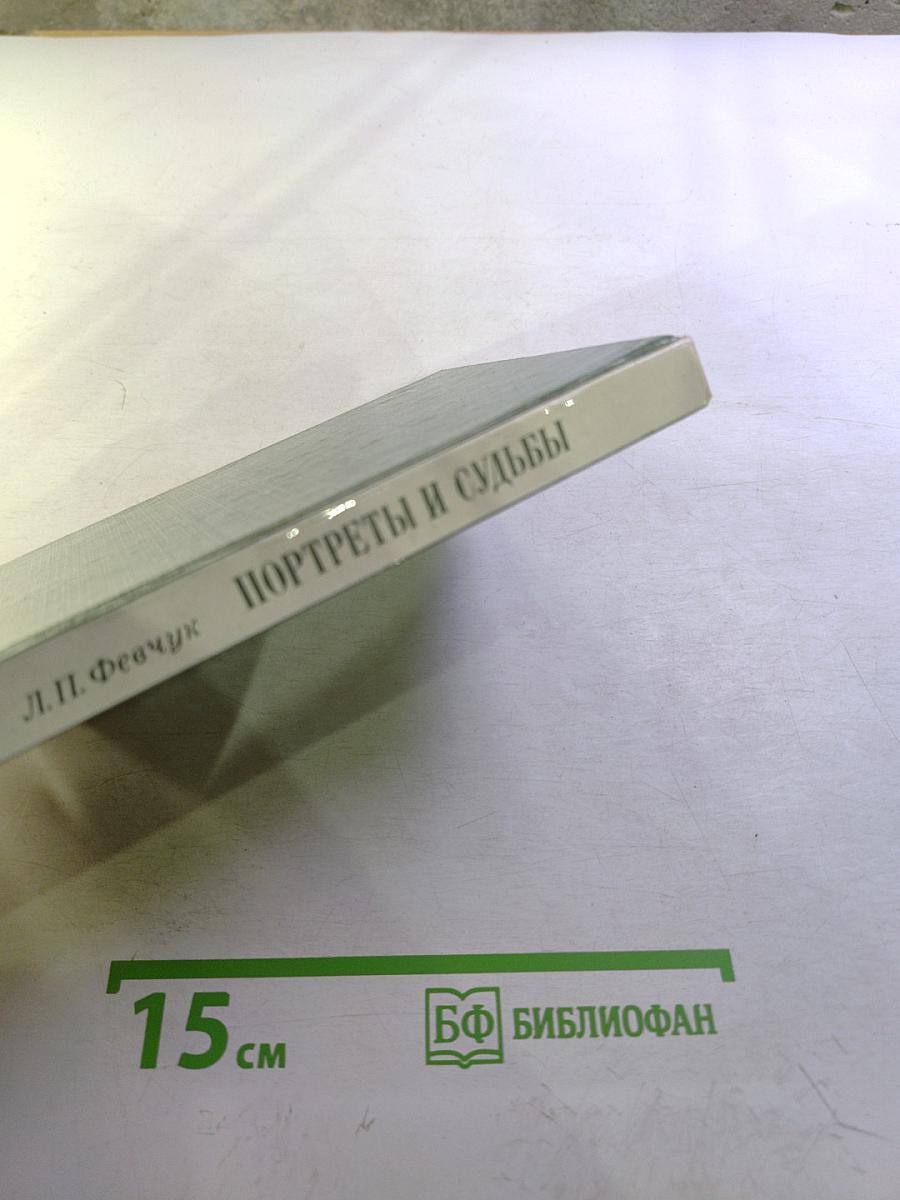 Л.П. Февчук ПОРТРЕТЫ И СУДЬБЫ
15 см
БФ БИБЛИОФАН